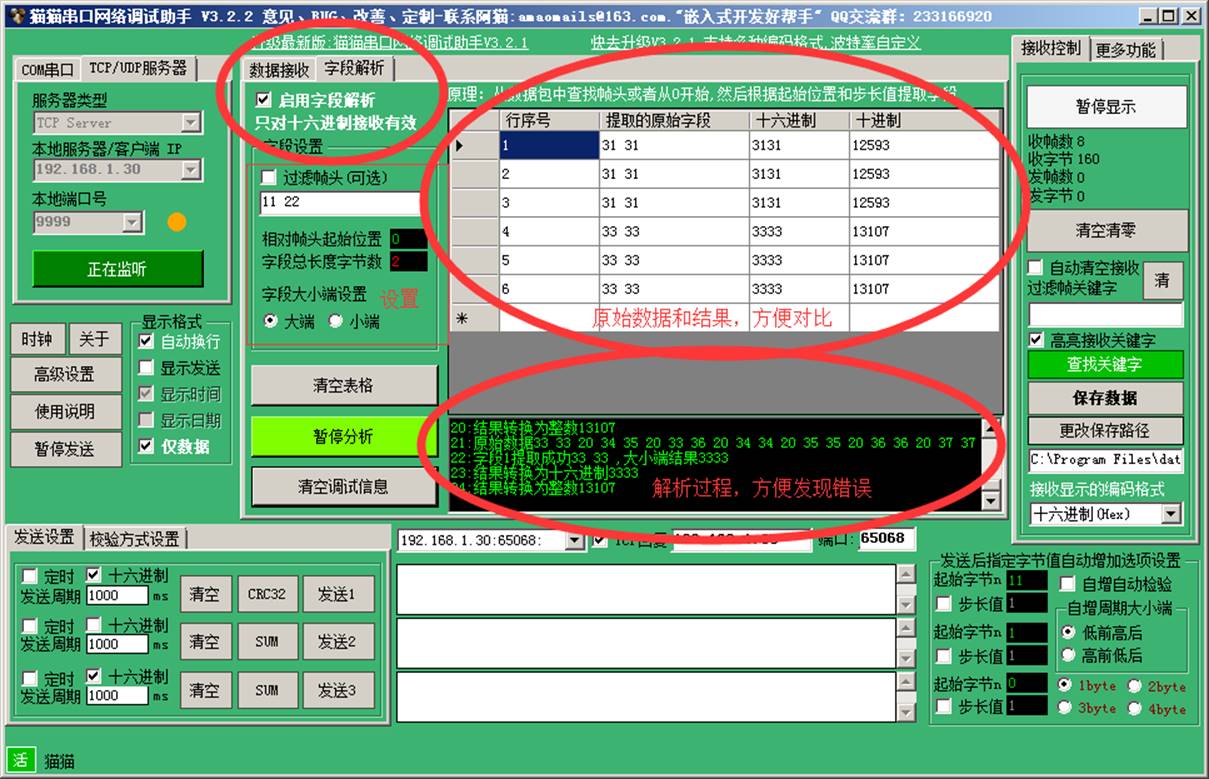 猫猫串口网络调试助手 V3.2.2 意见、BUG、改善、定制-联系阿猫:amaomails@163.com."嵌入式开发好帮手" QQ交流群: 233166920
升级最新版:猫猫串口网络调试助手V3.2.1
快去升级V3.2.1,支持多种编码格式,波特率自定义
COM串口 TCP/UDP服务器
服务器类型
TCP Server
本地服务器/客户端 IP
192.168.1.30
本地端口号
9999
正在监听
时钟 关于
高级设置
使用说明
暂停发送
显示格式
自动换行
显示发送
显示时间
显示日期
仅数据
数据接收 字段解析
启用字段解析
只对十六进制接收有效
字段设置
过滤帧头(可选)
11 22
相对帧头起始位置 0
字段总长度字节数 2
字段大小端设置 设置
大端 小端
清空表格
暂停分析
清空调试信息
原理: 从数据包中查找帧头或者从0开始,然后根据起始位置和步长值提取字段
行序号 提取的原始字段 十六进制 十进制
1 31 31 3131 12593
2 31 31 3131 12593
3 31 31 3131 12593
4 33 33 3333 13107
5 33 33 3333 13107
6 33 33 3333 13107
*
原始数据和结果，方便对比
20:结果转换为整数13107
21:原始数据33 33 20 34 35 20 33 36 20 34 34 20 35 35 20 36 36 20 37 37
22:字段1提取成功33 33 ,大小端结果3333
23:结果转换为十六进制3333
24:结果转换为整数13107
解析过程，方便发现错误
接收控制 更多功能
暂停显示
收帧数 8
收字节 160
发帧数 0
发字节 0
清空清零
自动清空接收
过滤帧关键字
清
高亮接收关键字
查找关键字
保存数据
更改保存路径
C:\Program Files\dat
接收显示的编码格式
十六进制(Hex)
发送设置 校验方式设置
定时 十六进制
发送周期 1000 ms 清空 CRC32 发送1
定时 十六进制
发送周期 1000 ms 清空 SUM 发送2
定时 十六进制
发送周期 1000 ms 清空 SUM 发送3
192.168.1.30:65068: 端口: 65068
发送后指定字节值自动增加选项设置
起始字节n 11 自增自动检验
步长值 1
自增周期大小端
起始字节n 1 低前高后
步长值 1 高前低后
起始字节n 0 1byte 2byte
步长值 1 3byte 4byte
活 猫猫